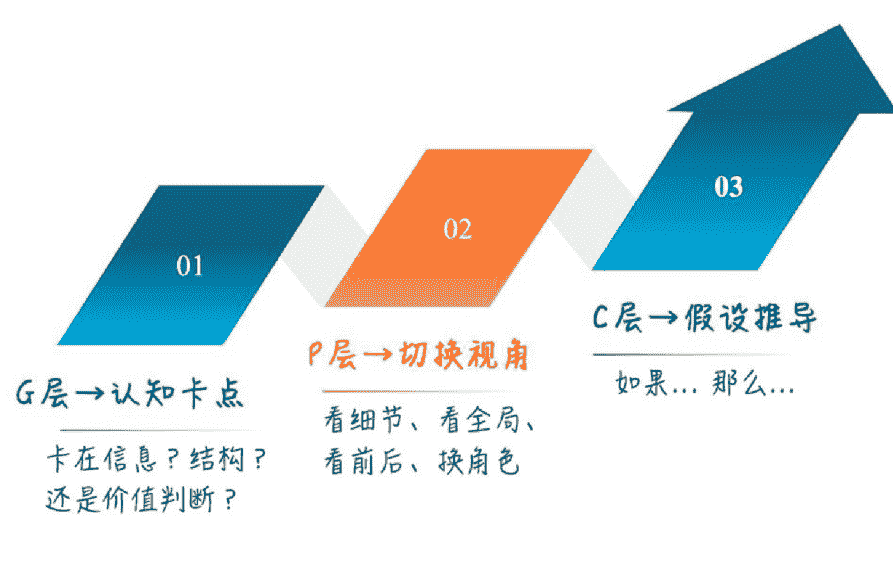 01
G层→认知卡点
卡在信息？结构？
还是价值判断？
02
P层→切换视角
看细节、看全局、
看前后、换角色
03
C层→假设推导
如果... 那么...